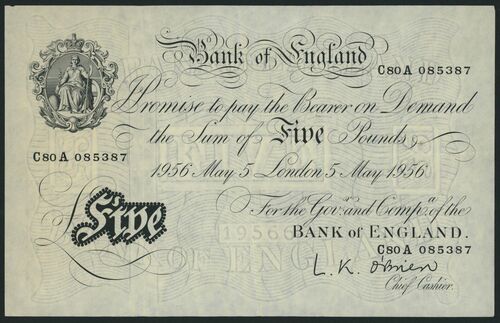 Bank of England
C80A 085387
I Promise to pay the Bearer on Demand
the Sum of Five Pounds
C80A 085387
1956 May 5 London 5 May 1956
For the Govr. and Compa. of the
£Five
BANK of ENGLAND.
C80A 085387
L. K. O'Brien
Chief Cashier.